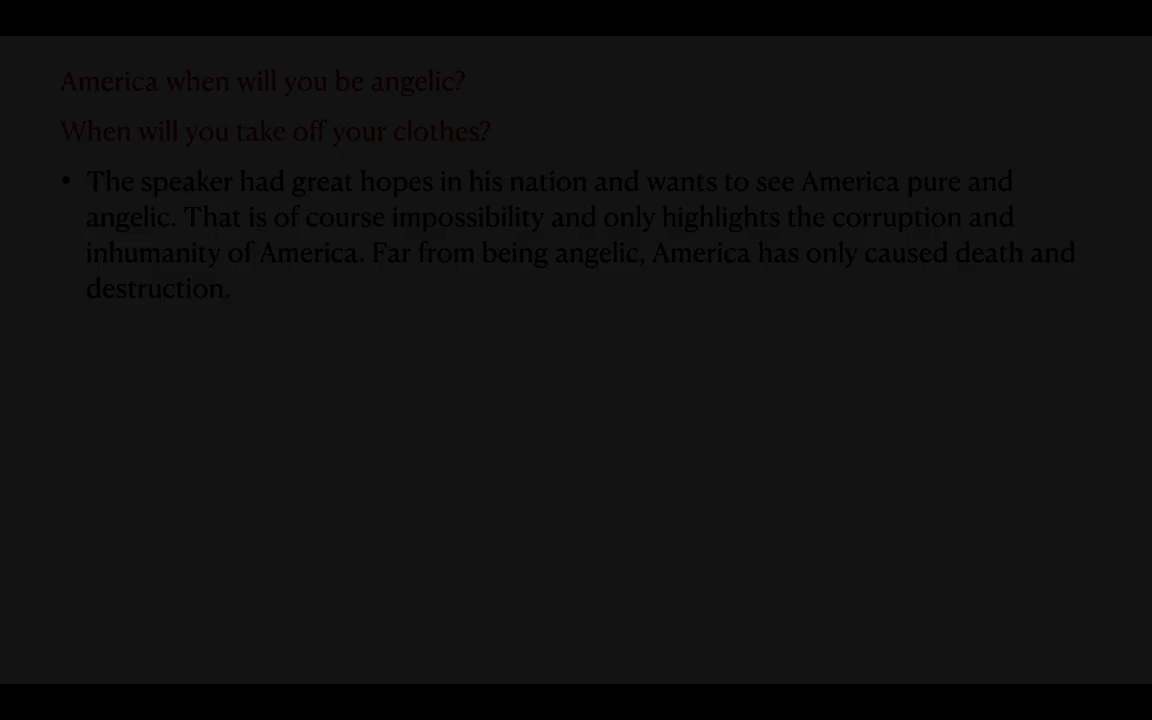 America when will you be angelic?
When will you take off your clothes?
• The speaker had great hopes in his nation and wants to see America pure and
angelic. That is of course impossibility and only highlights the corruption and
inhumanity of America. Far from being angelic, America has only caused death and
destruction.